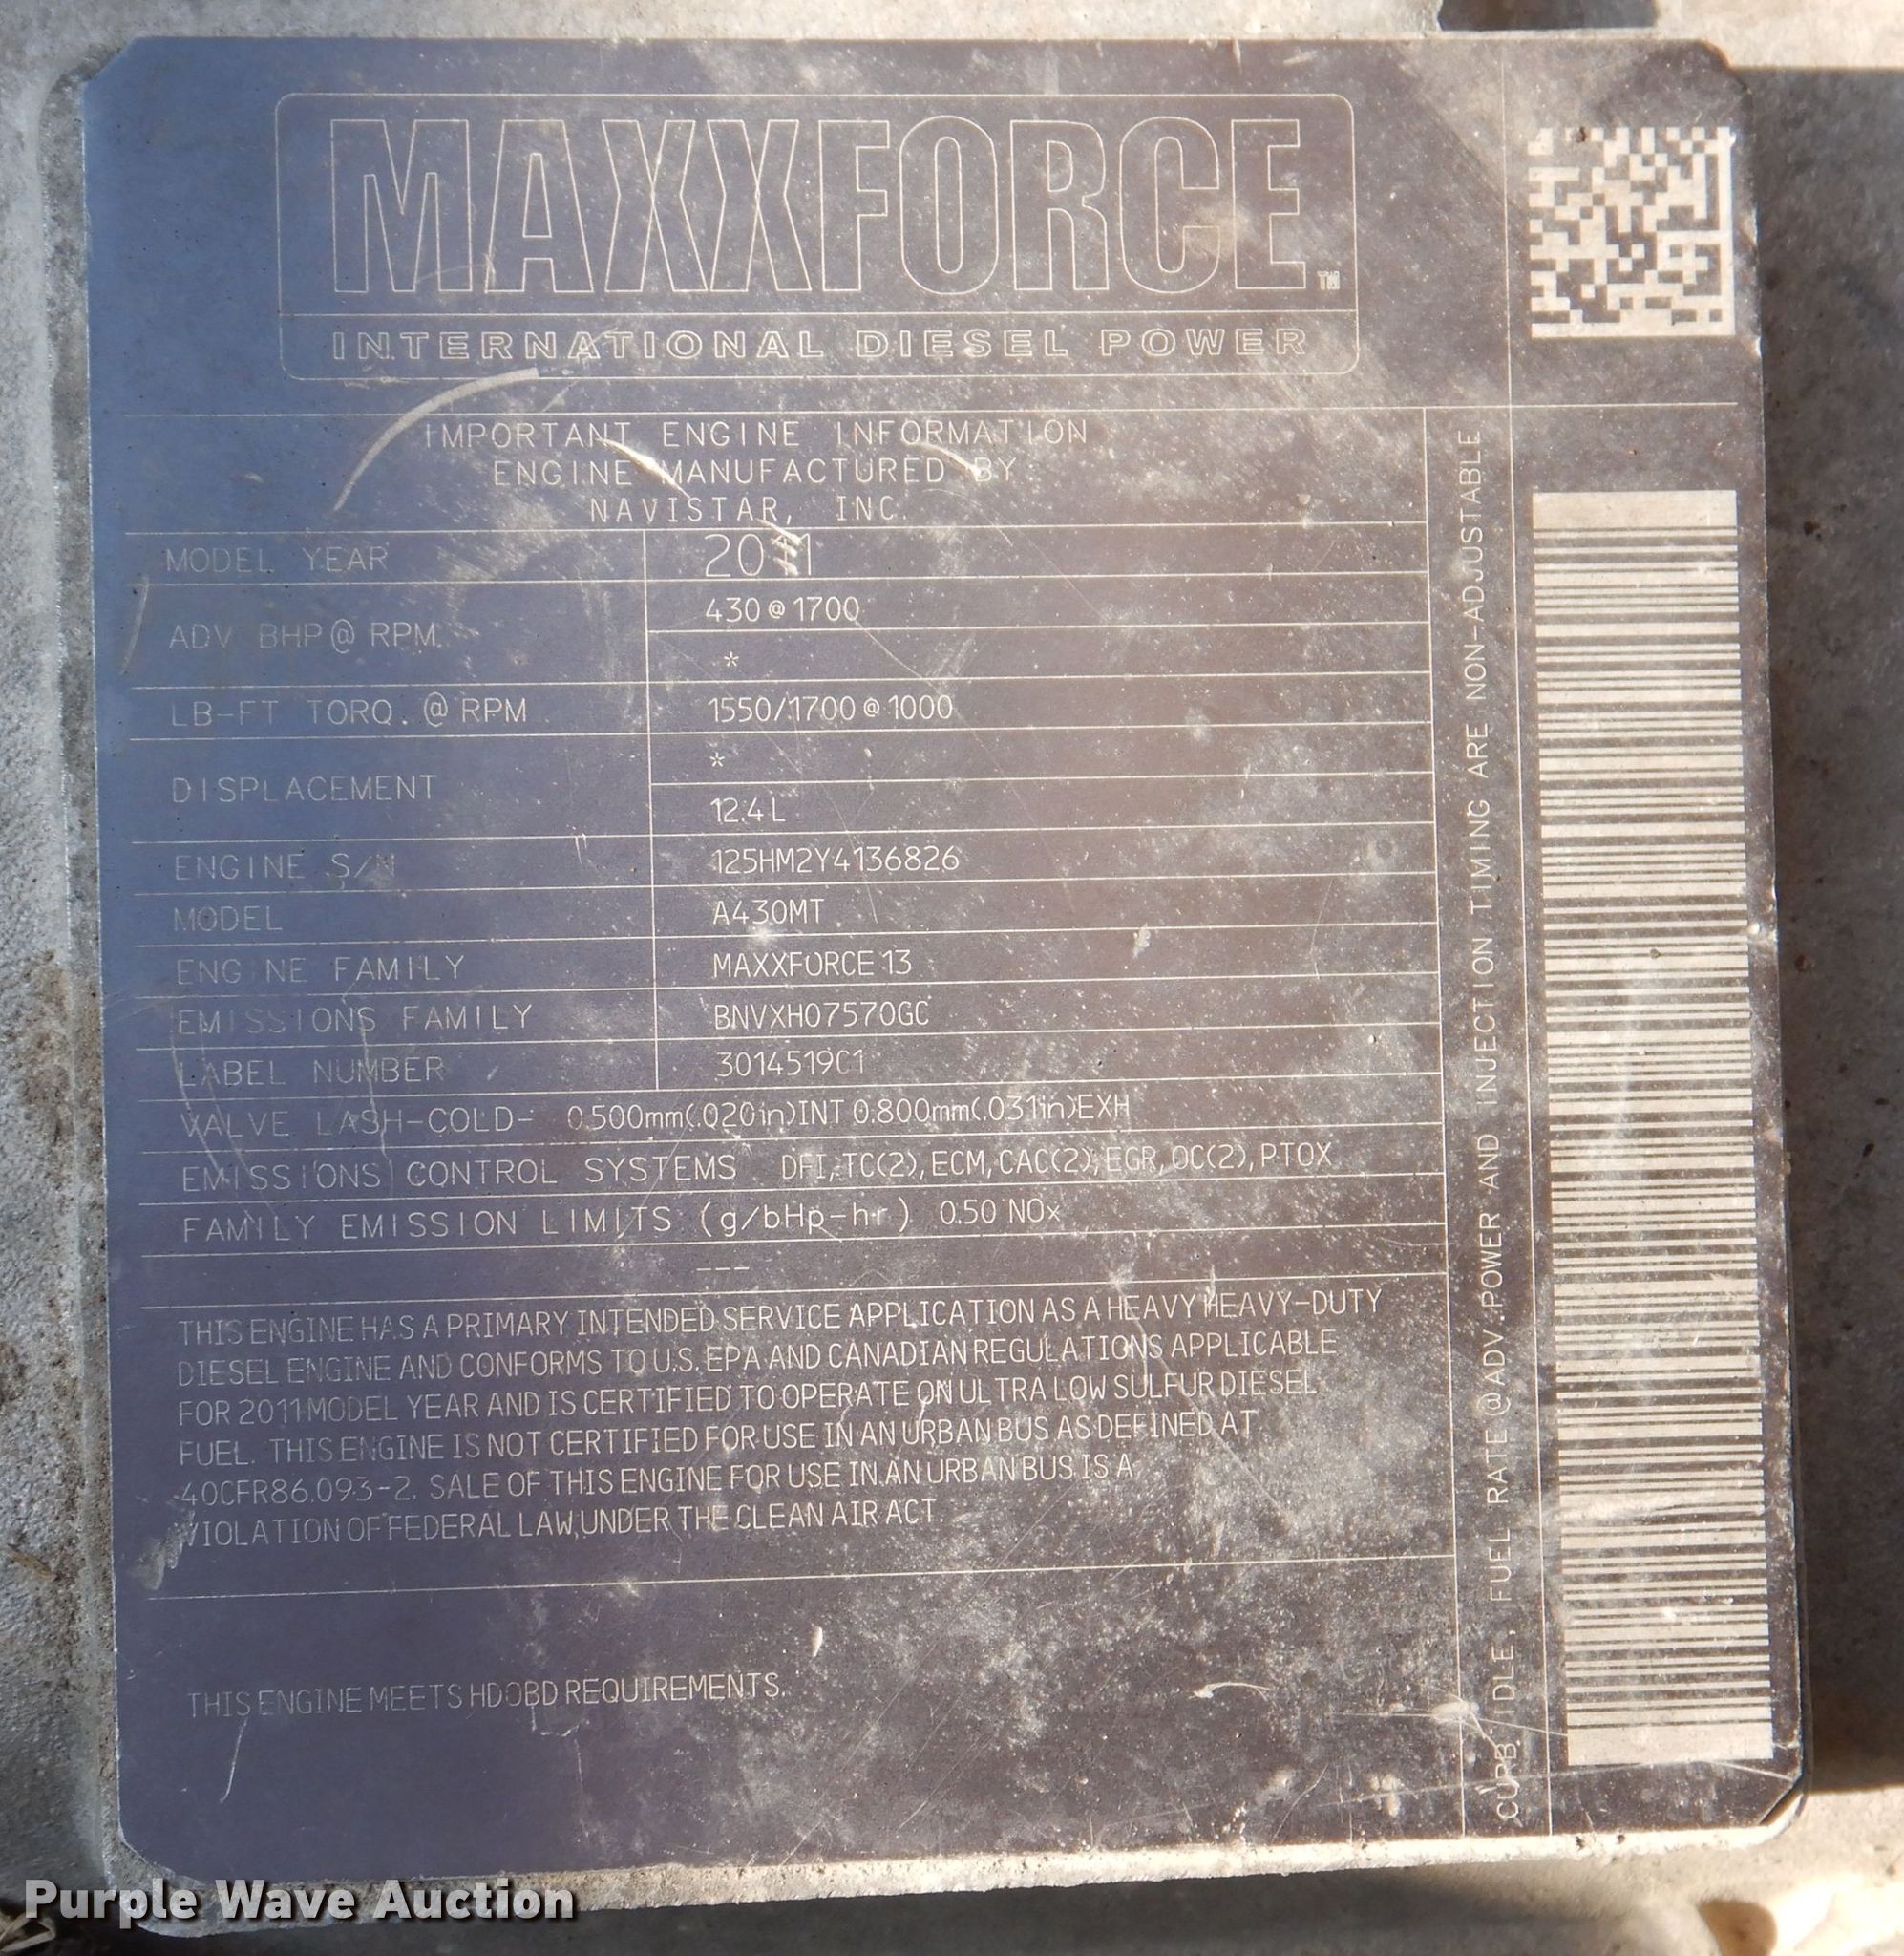 MAXXFORCE.™
INTERNATIONAL DIESEL POWER
IMPORTANT ENGINE INFORMATION
ENGINE MANUFACTURED BY
NAVISTAR, INC.
MODEL YEAR 2011
ADV BHP@RPM 430@1700
*
LB-FT TORQ.@RPM 1550/1700@1000
*
DISPLACEMENT 12.4L
ENGINE S/N 125HM2Y4136826
MODEL A430MT
ENGINE FAMILY MAXXFORCE 13
EMISSIONS FAMILY BNVXH07570GC
LABEL NUMBER 3014519C1
VALVE LASH-COLD- 0.500mm(.020in)INT 0.800mm(.031in)EXH
EMISSIONS CONTROL SYSTEMS DFI,TC(2),ECM,CAC(2),EGR,OC(2),PTOX
FAMILY EMISSION LIMITS (g/bHp-hr) 0.50 NOx
---
THIS ENGINE HAS A PRIMARY INTENDED SERVICE APPLICATION AS A HEAVY HEAVY-DUTY
DIESEL ENGINE AND CONFORMS TO U.S. EPA AND CANADIAN REGULATIONS APPLICABLE
FOR 2011 MODEL YEAR AND IS CERTIFIED TO OPERATE ON ULTRA LOW SULFUR DIESEL
FUEL. THIS ENGINE IS NOT CERTIFIED FOR USE IN AN URBAN BUS AS DEFINED AT
40CFR86.093-2. SALE OF THIS ENGINE FOR USE IN AN URBAN BUS IS A
VIOLATION OF FEDERAL LAW,UNDER THE CLEAN AIR ACT.
THIS ENGINE MEETS HDOBD REQUIREMENTS.
CURB IDLE, FUEL RATE @ADV.POWER AND INJECTION TIMING ARE NON-ADJUSTABLE
Purple Wave Auction